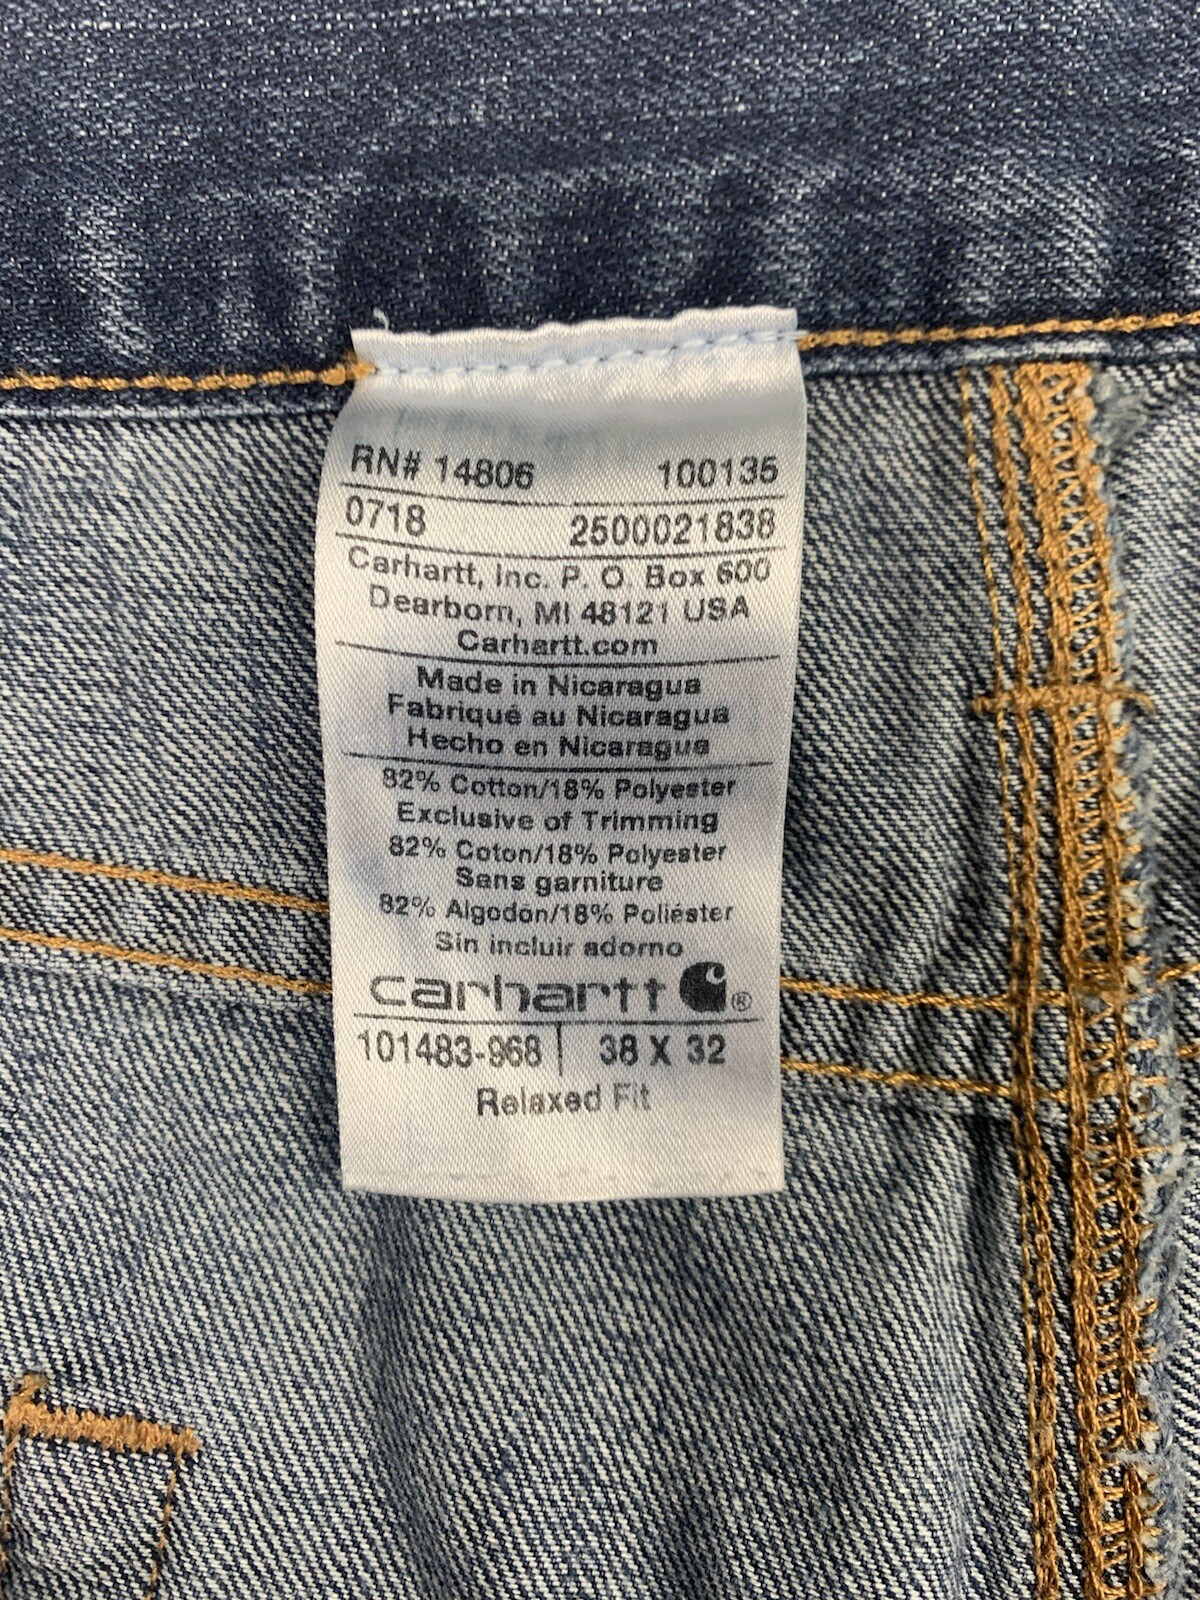 RN# 14806 100135
0718 2500021838
Carhartt, Inc. P. O. Box 600
Dearborn, MI 48121 USA
Carhartt.com
Made in Nicaragua
Fabriqué au Nicaragua
Hecho en Nicaragua
82% Cotton/18% Polyester
Exclusive of Trimming
82% Coton/18% Polyester
Sans garniture
82% Algodón/18% Poliéster
Sin incluir adorno
carhartt ®
101483-968 | 38 X 32
Relaxed Fit